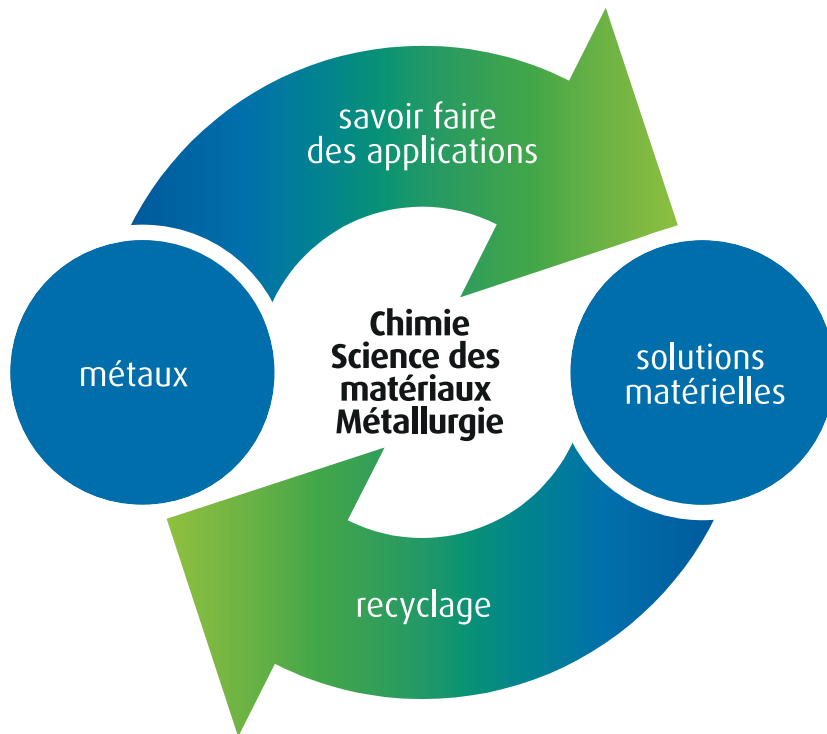 savoir faire
des applications
métaux
Chimie
Science des
matériaux
Métallurgie
solutions
matérielles
recyclage